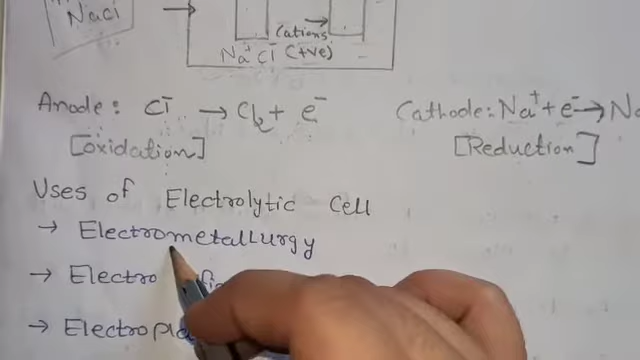 NaCl
Cations
Na⁺ Cl⁻ (+ve)
Anode: Cl⁻ → Cl₂ + e⁻ Cathode: Na⁺ + e⁻ → Na
[Oxidation] [Reduction]
Uses of Electrolytic Cell
→ Electrometallurgy
→ Electro
→ Electropla